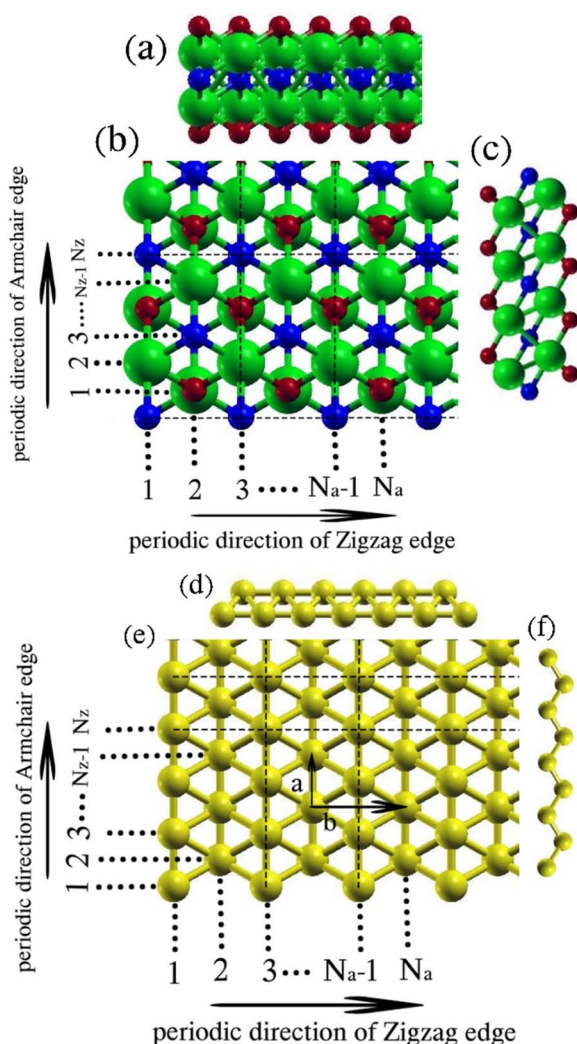 (a)
(b)
(c)
periodic direction of Armchair edge
Nz
Nz-1
3
2
1
1 2 3 Na-1 Na
periodic direction of Zigzag edge
(d)
(e)
(f)
periodic direction of Armchair edge
Nz
Nz-1
3
2
1
a
b
1 2 3 Na-1 Na
periodic direction of Zigzag edge